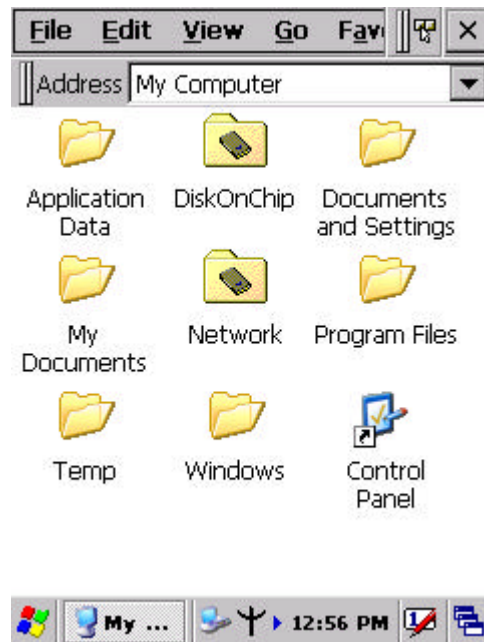 File Edit View Go Fav
Address My Computer
Application Data
DiskOnChip
Documents and Settings
My Documents
Network
Program Files
Temp
Windows
Control Panel
My ... 12:56 PM